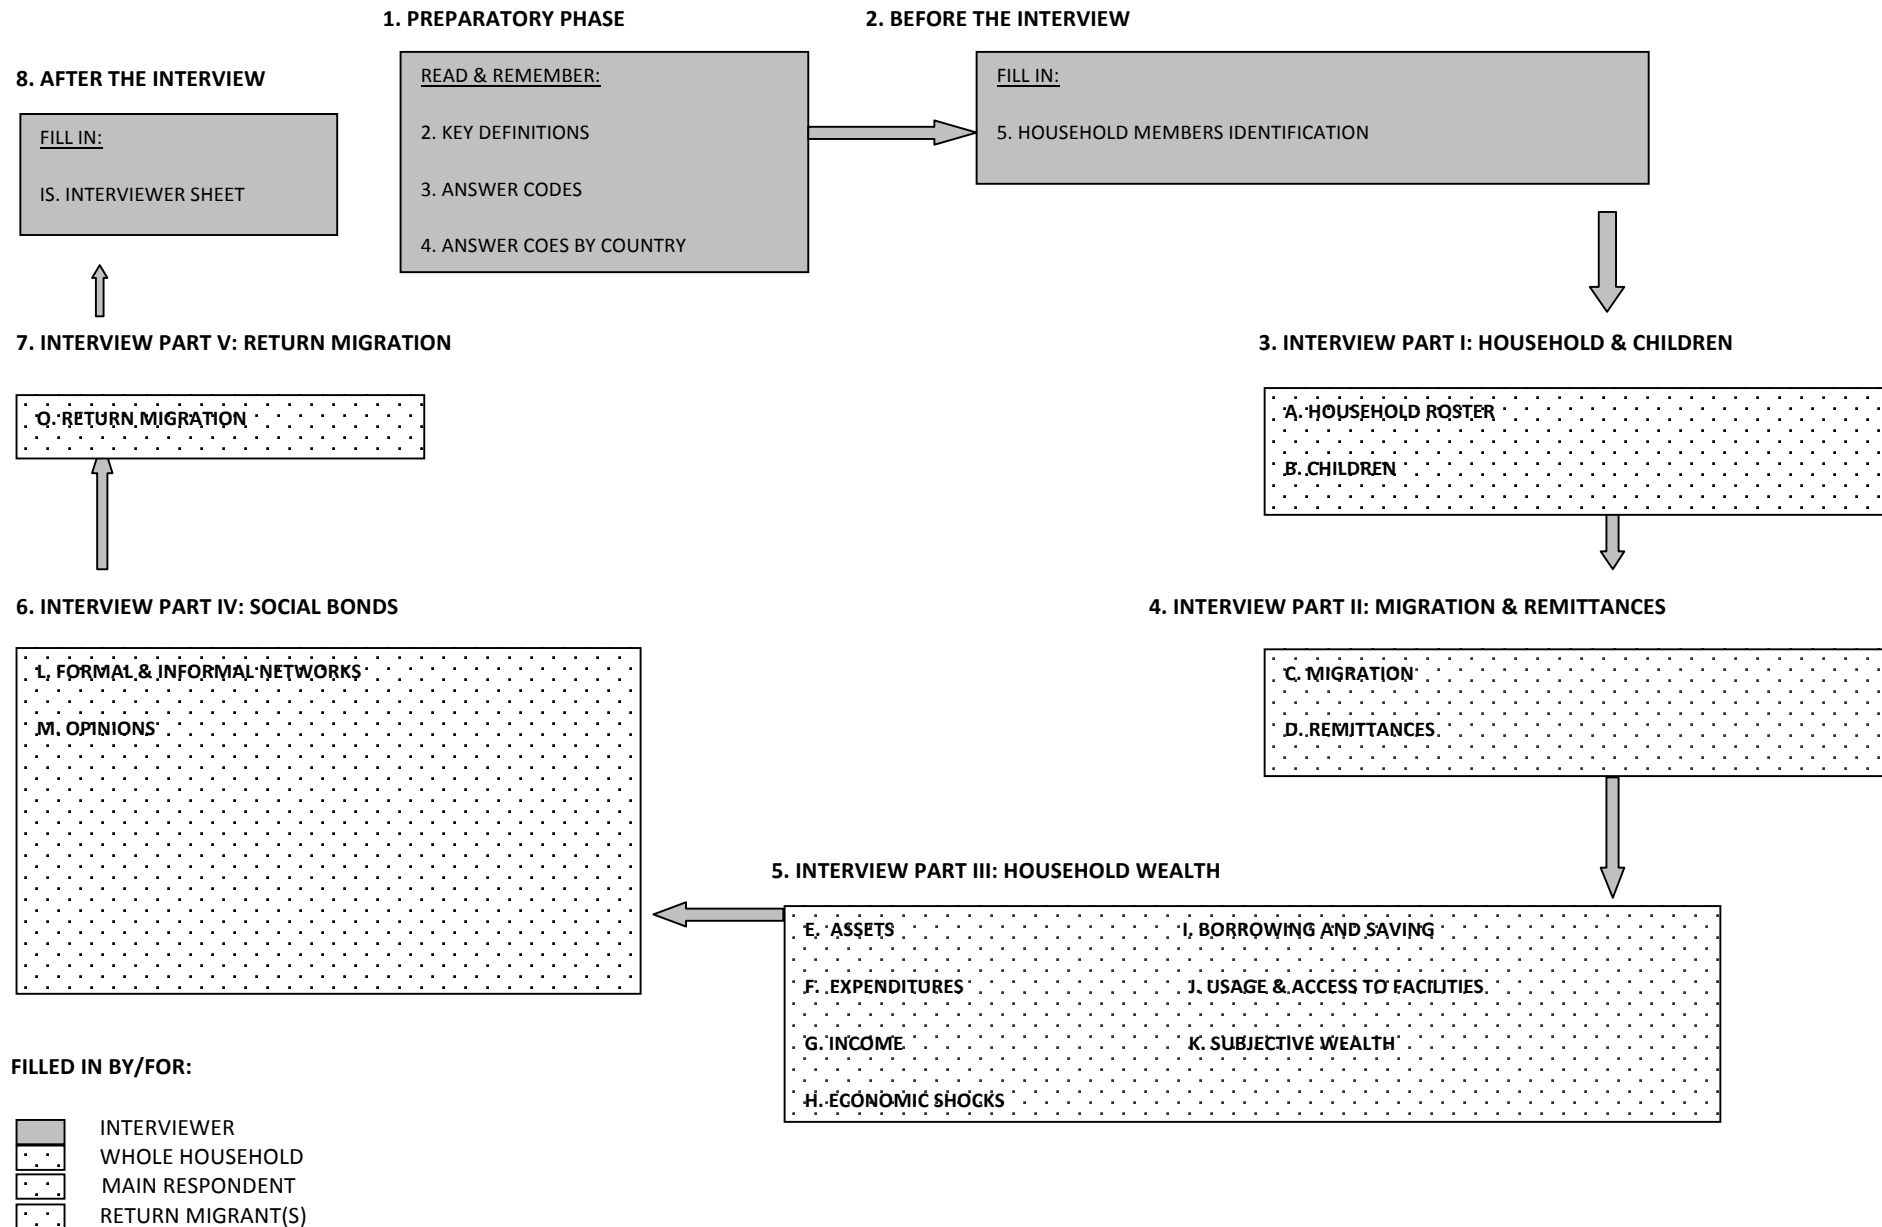 1. PREPARATORY PHASE
READ & REMEMBER:
2. KEY DEFINITIONS
3. ANSWER CODES
4. ANSWER COES BY COUNTRY
2. BEFORE THE INTERVIEW
FILL IN:
5. HOUSEHOLD MEMBERS IDENTIFICATION
3. INTERVIEW PART I: HOUSEHOLD & CHILDREN
A. HOUSEHOLD ROSTER
B. CHILDREN
4. INTERVIEW PART II: MIGRATION & REMITTANCES
C. MIGRATION
D. REMITTANCES
5. INTERVIEW PART III: HOUSEHOLD WEALTH
E. ASSETS
F. EXPENDITURES
G. INCOME
H. ECONOMIC SHOCKS
I. BORROWING AND SAVING
J. USAGE & ACCESS TO FACILITIES
K. SUBJECTIVE WEALTH
6. INTERVIEW PART IV: SOCIAL BONDS
L. FORMAL & INFORMAL NETWORKS
M. OPINIONS
7. INTERVIEW PART V: RETURN MIGRATION
O. RETURN MIGRATION
8. AFTER THE INTERVIEW
FILL IN:
IS. INTERVIEWER SHEET
FILLED IN BY/FOR:
INTERVIEWER
WHOLE HOUSEHOLD
MAIN RESPONDENT
RETURN MIGRANT(S)